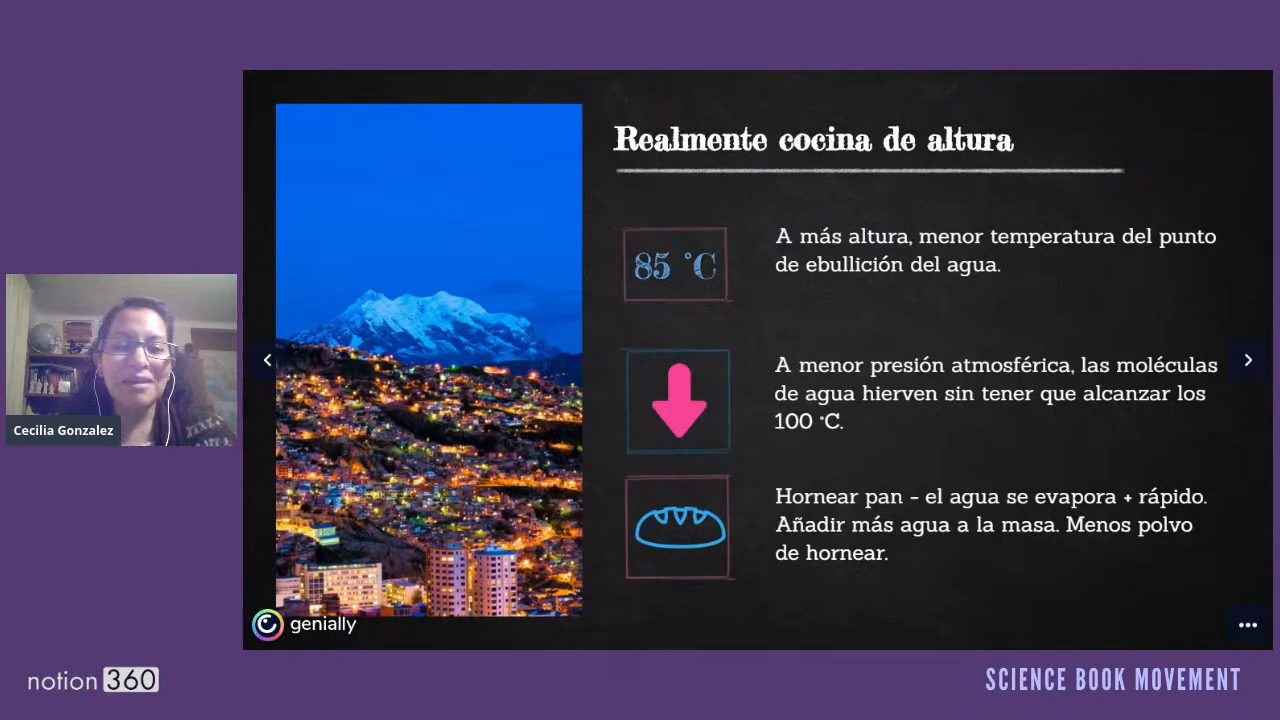 Realmente cocina de altura
85 °C
A más altura, menor temperatura del punto
de ebullición del agua.
A menor presión atmosférica, las moléculas
de agua hierven sin tener que alcanzar los
100 °C.
Hornear pan - el agua se evapora + rápido.
Añadir más agua a la masa. Menos polvo
de hornear.
Cecilia Gonzalez
genially
notion 360
SCIENCE BOOK MOVEMENT